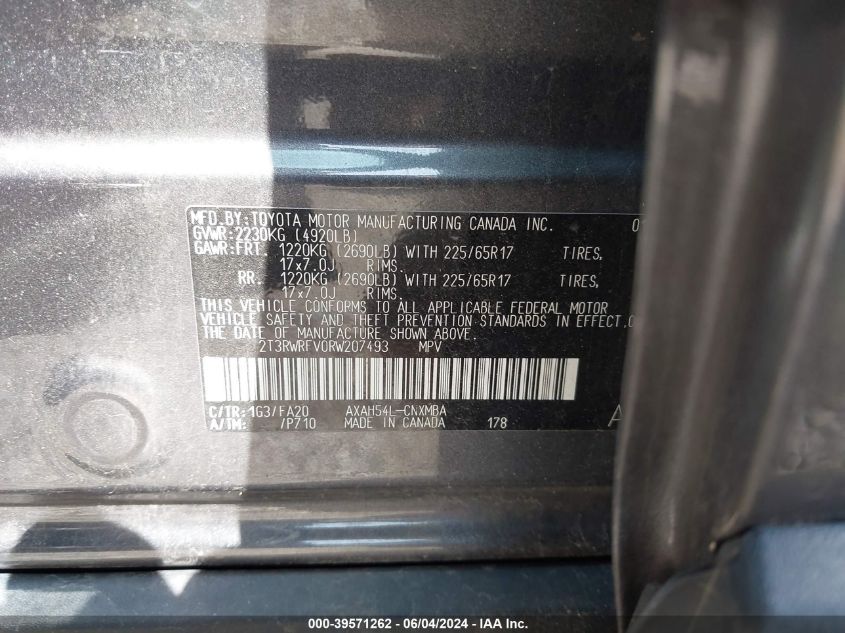 MFD.BY:TOYOTA MOTOR MANUFACTURING CANADA INC. 0
GVWR:2230KG (4920LB)
GAWR:FRT. 1220KG (2690LB) WITH 225/65R17 TIRES,
17x7.0J RIMS.
RR. 1220KG (2690LB) WITH 225/65R17 TIRES,
17x7.0J RIMS.
THIS VEHICLE CONFORMS TO ALL APPLICABLE FEDERAL MOTOR
VEHICLE SAFETY AND THEFT PREVENTION STANDARDS IN EFFECT,O
THE DATE OF MANUFACTURE SHOWN ABOVE.
2T3RWRFV0RW207493 MPV
C/TR:1G3/FA20 AXAH54L-CNXMBA
A/TM: /P710 MADE IN CANADA 178 A
000-39571262 - 06/04/2024 - IAA Inc.